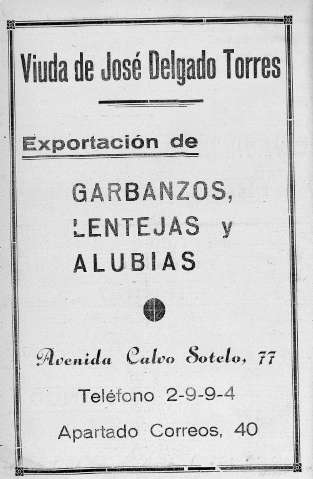 Viuda de José Delgado Torres
Exportación de
GARBANZOS,
LENTEJAS y
ALUBIAS
Avenida Calvo Sotelo, 77
Teléfono 2-9-9-4
Apartado Correos, 40